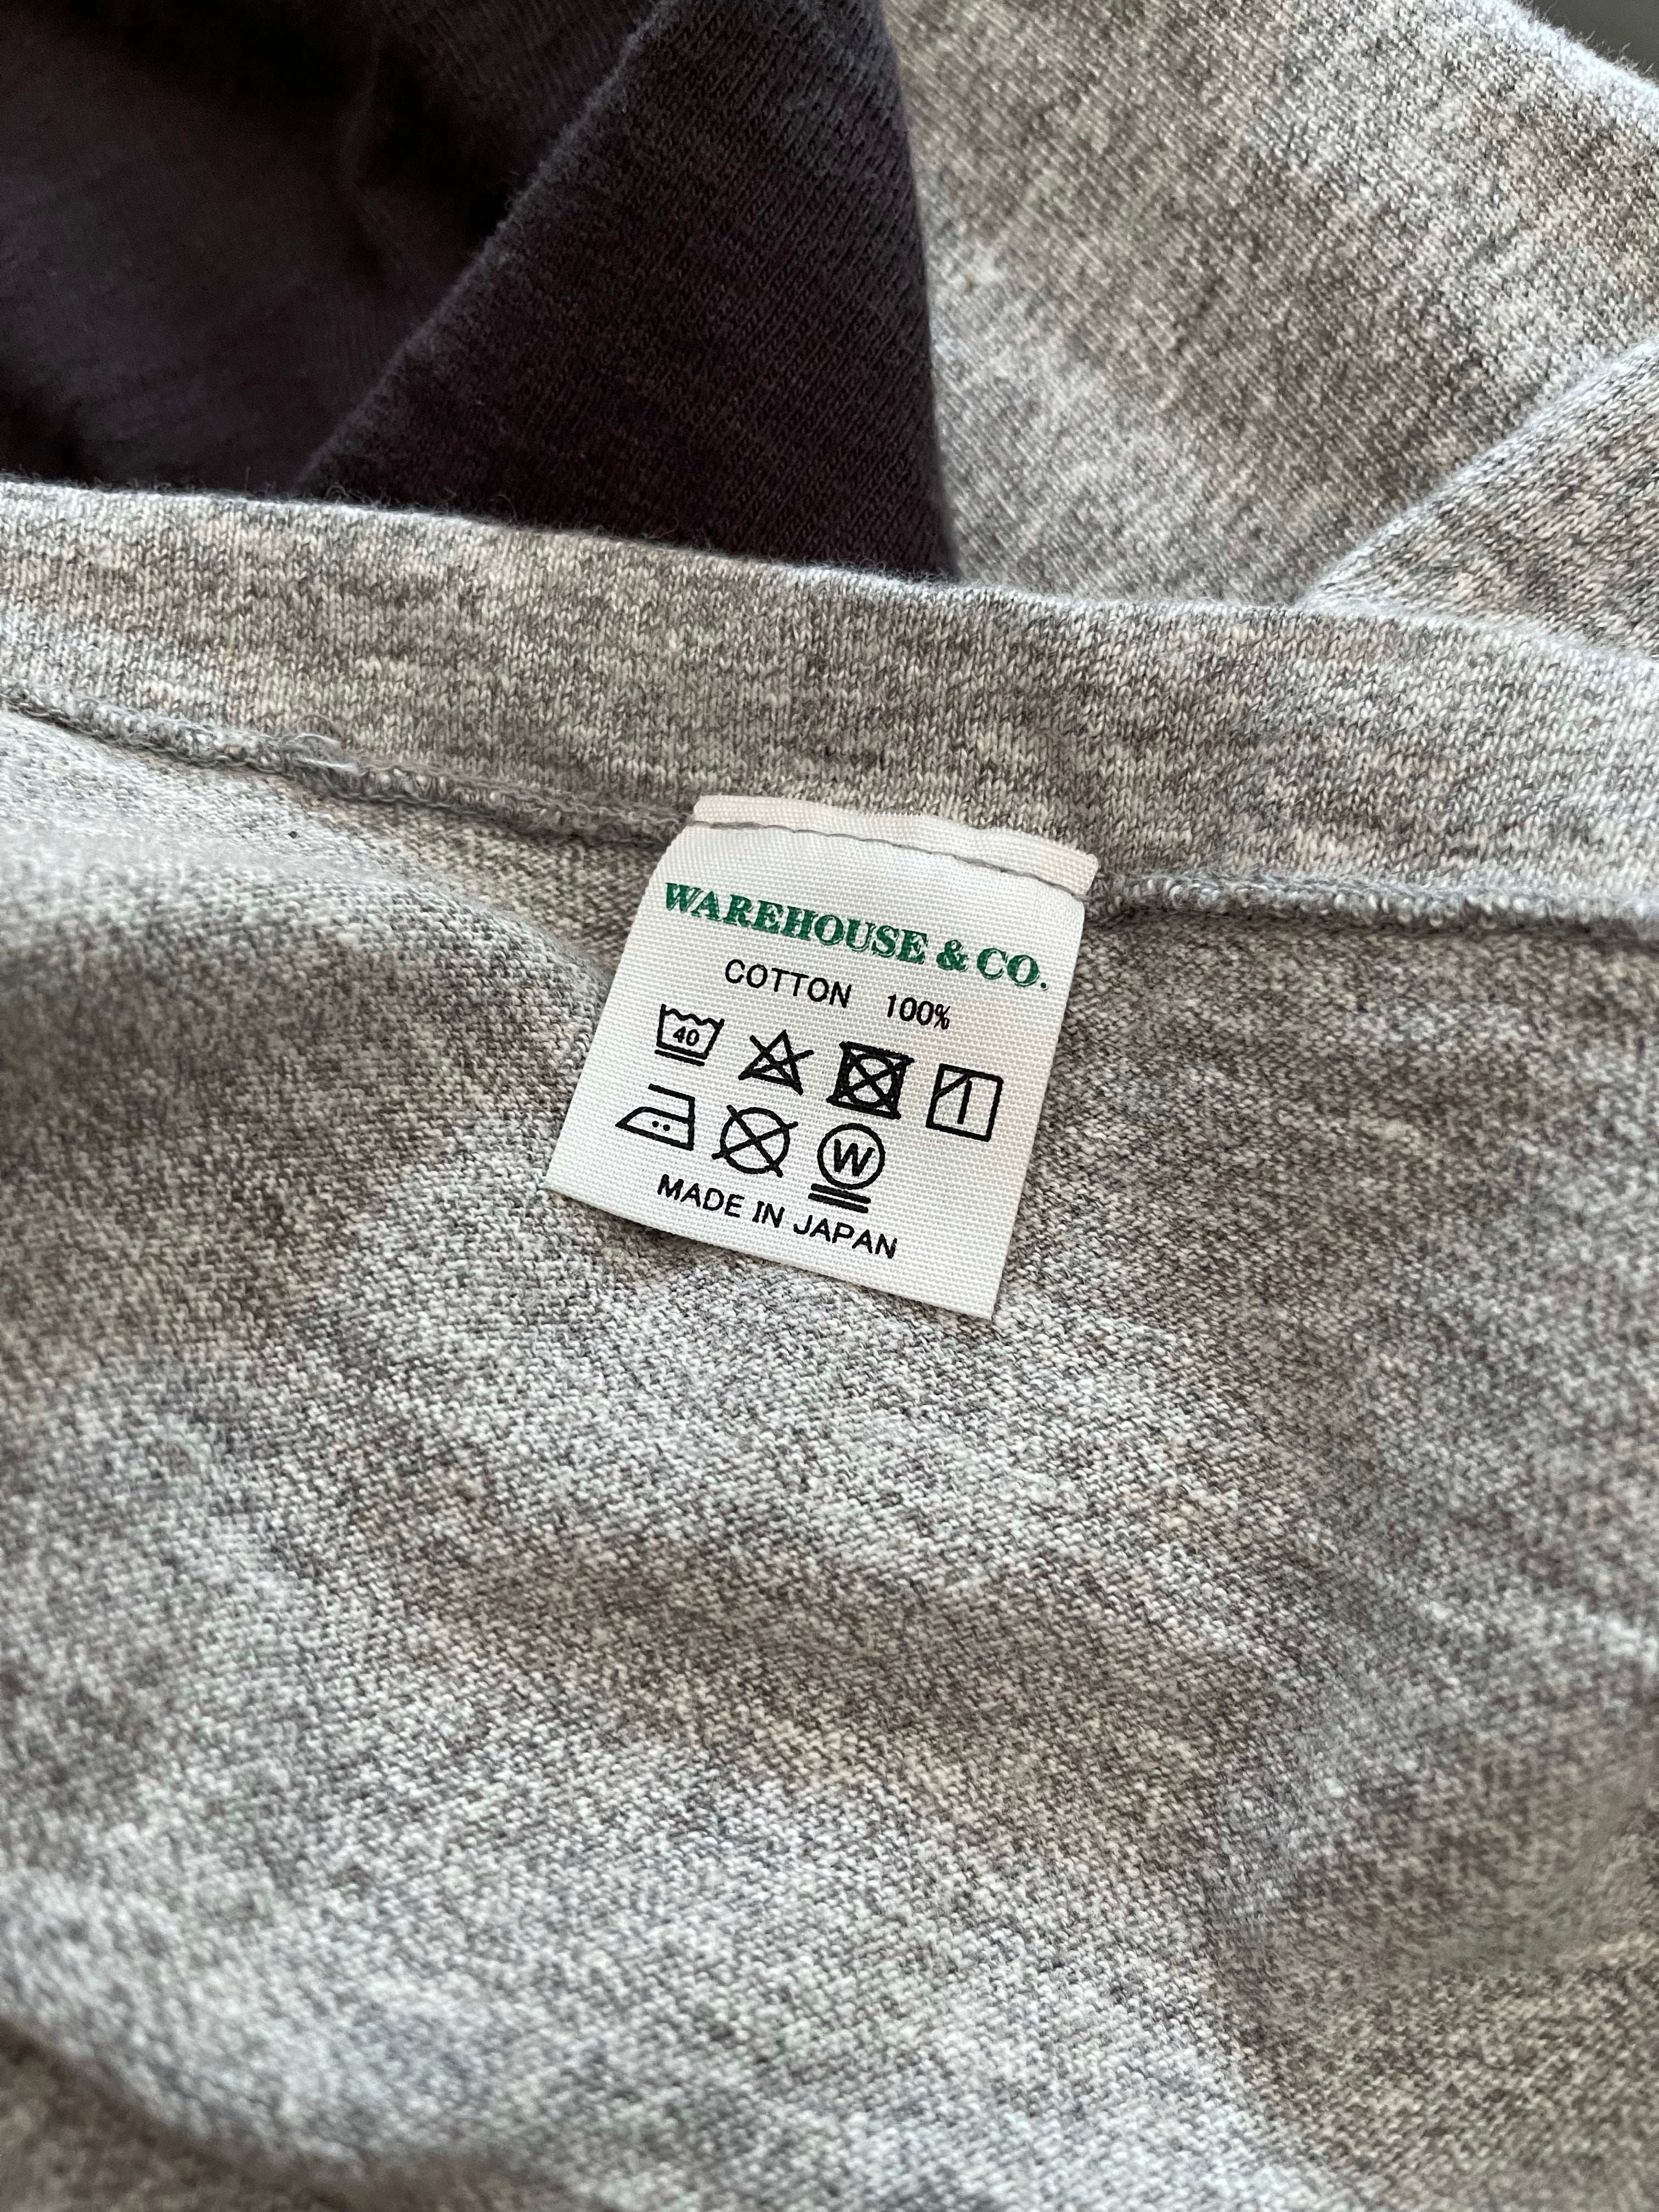 WAREHOUSE & CO.
COTTON 100%
40
W
MADE IN JAPAN